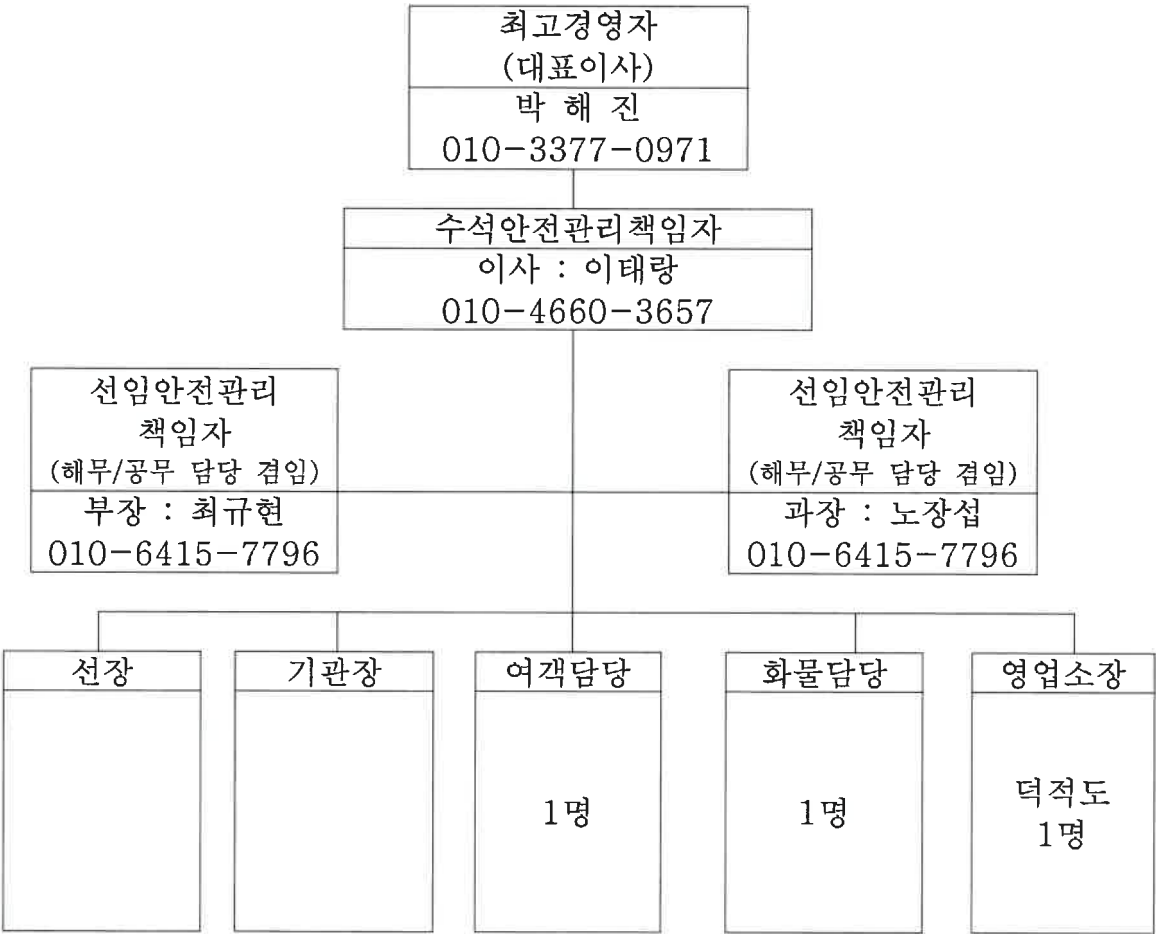 최고경영자
(대표이사)
박 해 진
010-3377-0971
수석안전관리책임자
이사 : 이태랑
010-4660-3657
선임안전관리
책임자
(해무/공무 담당 겸임)
부장 : 최규현
010-6415-7796
선임안전관리
책임자
(해무/공무 담당 겸임)
과장 : 노장섭
010-6415-7796
선장
기관장
여객담당
1명
화물담당
1명
영업소장
덕적도
1명